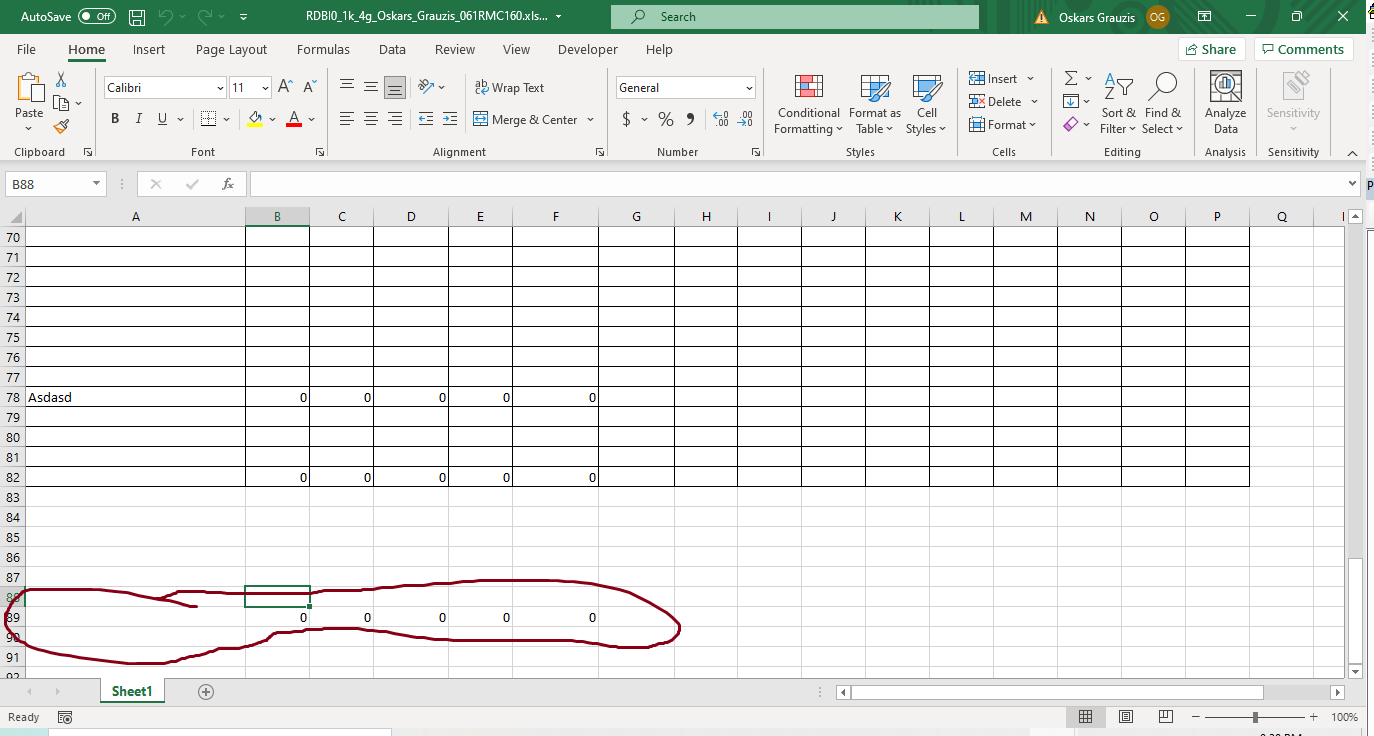 AutoSave Off RDBI0_1k_4g_Oskars_Grauzis_061RMC160.xls... Search Oskars Grauzis OG
File Home Insert Page Layout Formulas Data Review View Developer Help Share Comments
Calibri 11 A A ab Wrap Text General Insert
Paste Conditional Format as Cell Delete Sort & Find & Analyze Sensitivity
B I U A Merge & Center $ % 9 Formatting Table Styles Format Filter Select Data
Clipboard Font Alignment Number Styles Cells Editing Analysis Sensitivity
B88 fx
A B C D E F G H I J K L M N O P Q
70
71
72
73
74
75
76
77
78 Asdasd 0 0 0 0 0
79
80
81
82 0 0 0 0 0
83
84
85
86
87
88
89 0 0 0 0 0
90
91
92
Sheet1
Ready 100%